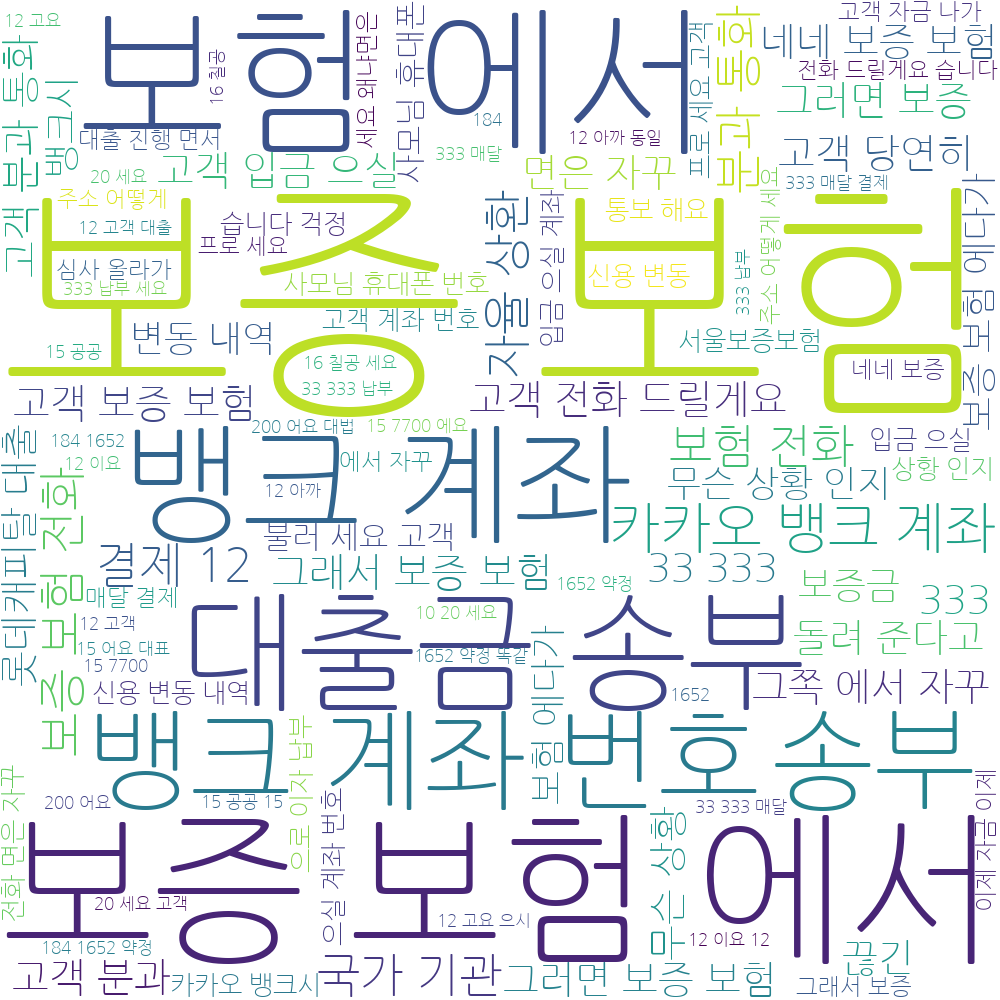 12 고요
보험에서
고객 자금 나가
네네 보증 보험
전화 드릴게요 습니다
그러면 보증
분과 통화
뱅크시
16 칠공
세요 왜냐면은
사모님 휴대폰
184
프로 세요 고객
분과 통화
대출 진행 면서
12 아까 동일
333 매달
고객 당연히
20 세요
고객 입금 으실
면은 자꾸
333 매달 결제
고객
주소 어떻게
12 고객 대출
습니다 걱정
프로 세요
보증 보험
자율 상환
입금 으실 계좌
통보 해요
신용 변동
333 납부
주소 어떻게 세요
보증 보험 에다가
심사 올라가
333 납부 세요
사모님 휴대폰 번호
고객 계좌 번호
변동 내역
서울보증보험
15 공공
16 칠공 세요
33 333 납부
네네 보증
고객 보증 보험
고객 전화 드릴게요
200 어요 대법
15 7700 에요
184 1652
12 이요
뱅크 계좌
에서 자꾸
12 아까
보험 전화
입금 으실
무슨 상황 인지
상황 인지
불러 세요 고객
카카오 뱅크 계좌
롯데캐피탈 대출
보증 보험 전화
결제 12
그래서 보증 보험
33 333
1652 약정
보증금
333
매달 결제
10 20 세요
12 고객
15 어요 대표
15 7700
대출금 송부
돌려 준다고
1652 약정 똑같
보험 에다가
신용 변동 내역
1652
그쪽 에서 자꾸
뱅크 계좌 번호 송부
전화 면은 자꾸
200 어요
15 공공 15
으로 이자 납부
으실 계좌 번호
33 333 매달
이제 자금 이제
무슨 상황
보증 보험에서
20 세요 고객
12 고요 으시
184 1652 약정
12 이요 12
끊긴
고객 분과
카카오 뱅크시
국가 기관
그러면 보증 보험
그래서 보증